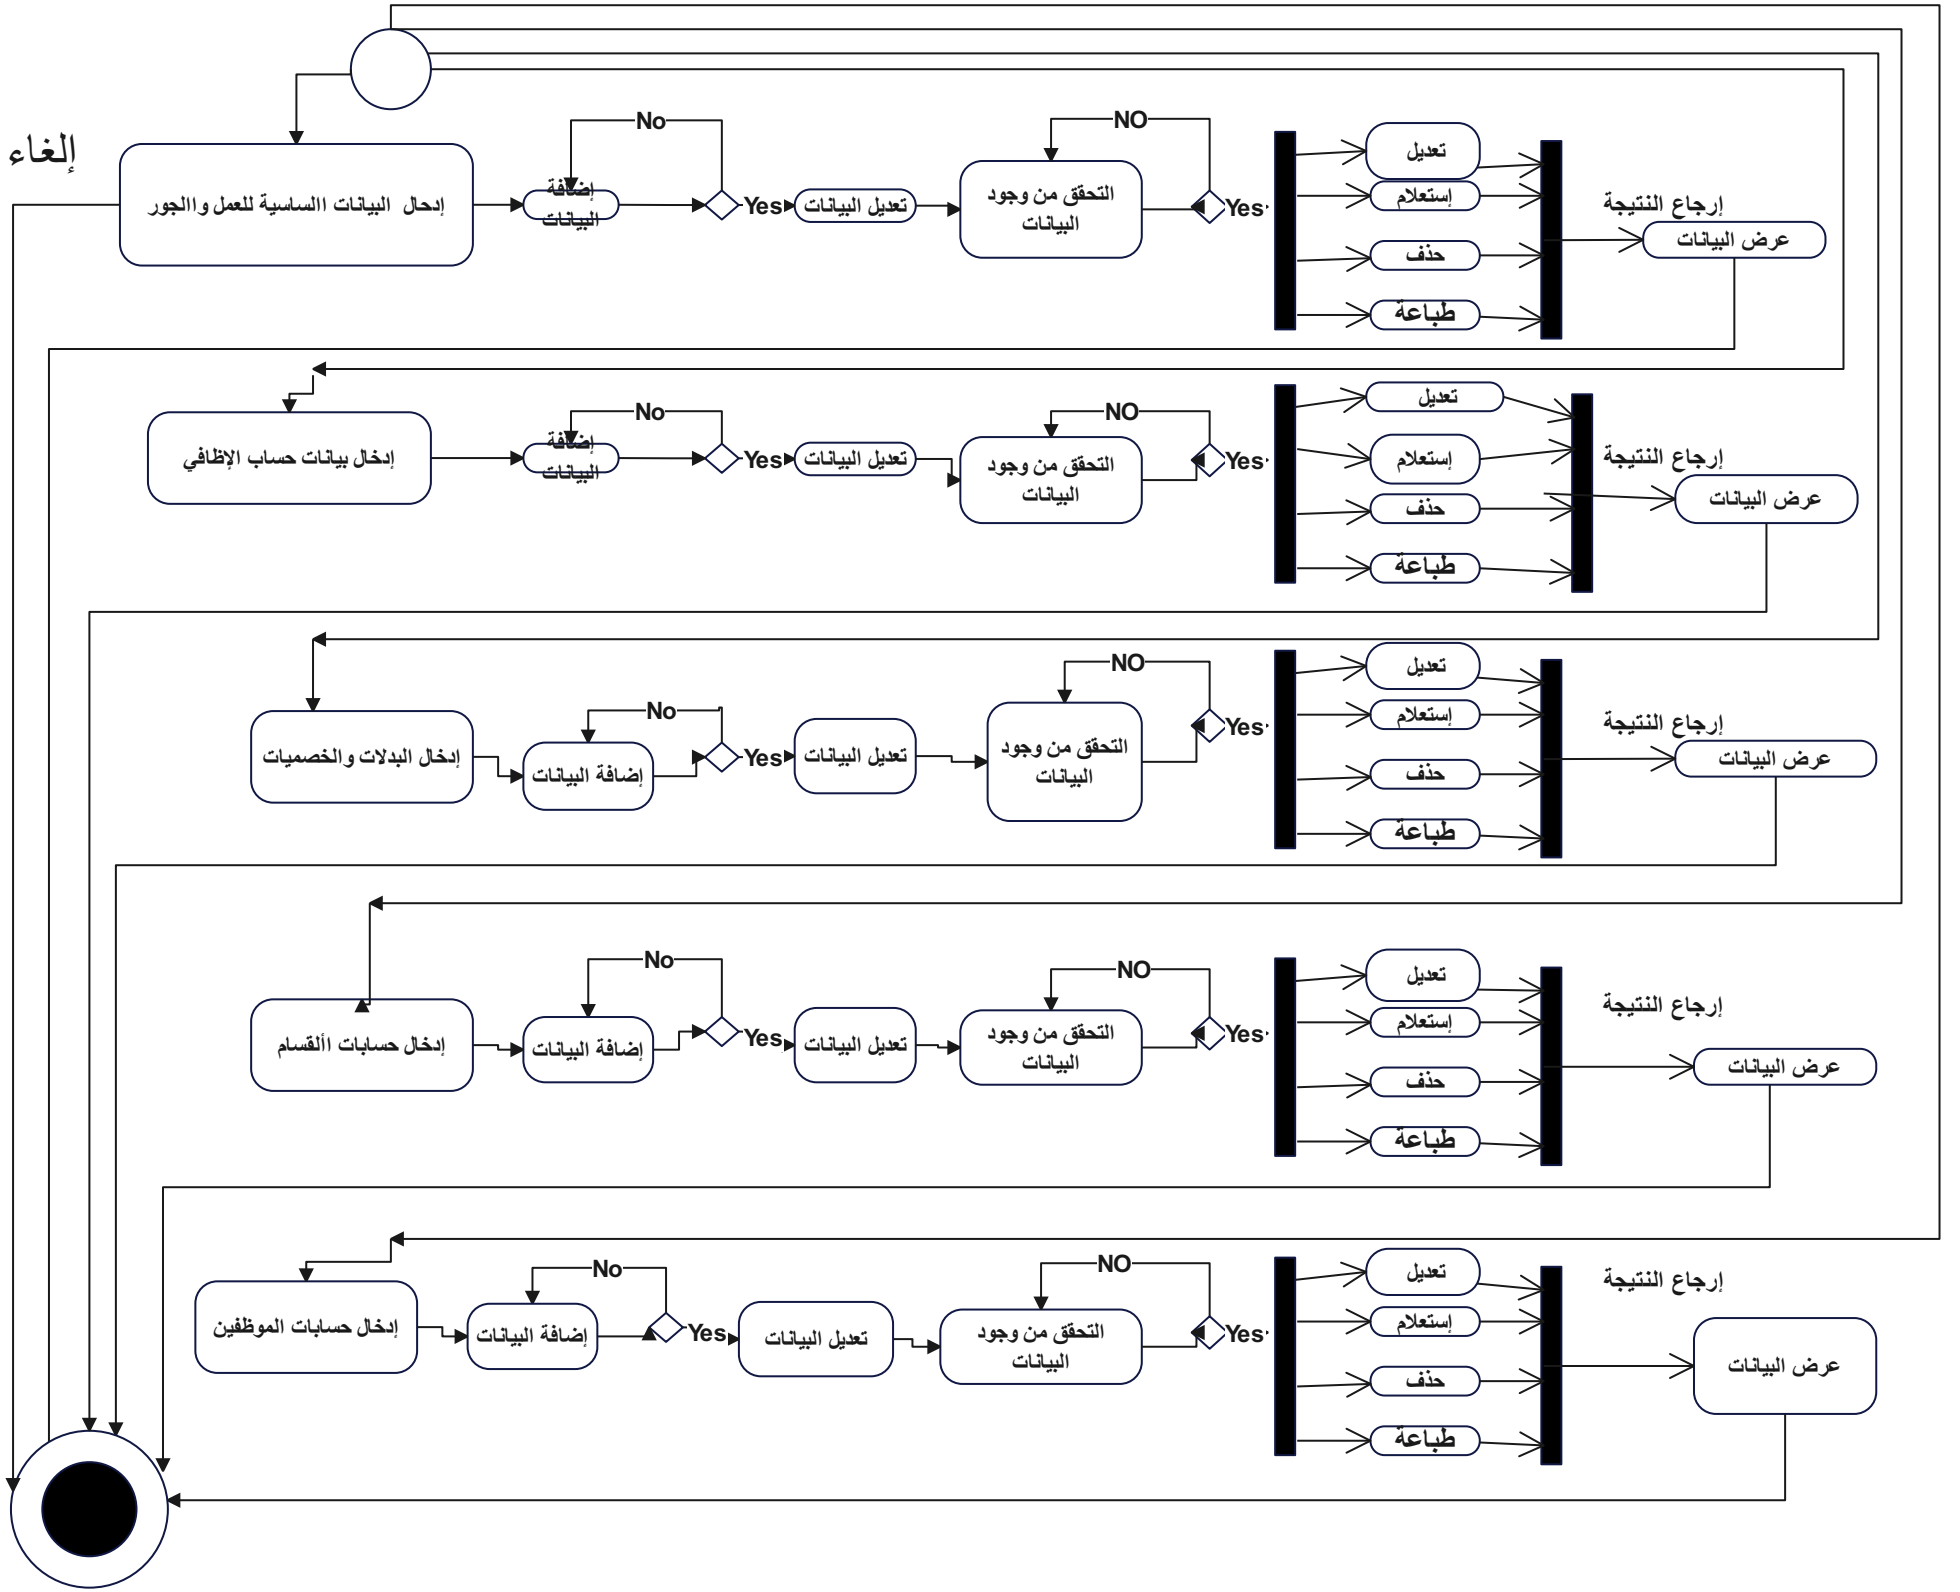 إلغاء
No
NO
إدحال البيانات االساسية للعمل واالجور
إضافة
البيانات
Yes
تعديل البيانات
التحقق من وجود
البيانات
Yes
تعديل
إستعلام
حذف
طباعة
إرجاع النتيجة
عرض البيانات
No
NO
إدخال بيانات حساب الإظافي
إضافة
البيانات
Yes
تعديل البيانات
التحقق من وجود
البيانات
Yes
تعديل
إستعلام
حذف
طباعة
إرجاع النتيجة
عرض البيانات
No
NO
إدخال البدلات والخصميات
إضافة البيانات
Yes
تعديل البيانات
التحقق من وجود
البيانات
Yes
تعديل
إستعلام
حذف
طباعة
إرجاع النتيجة
عرض البيانات
No
NO
إدخال حسابات األقسام
إضافة البيانات
Yes
تعديل البيانات
التحقق من وجود
البيانات
Yes
تعديل
إستعلام
حذف
طباعة
إرجاع النتيجة
عرض البيانات
No
NO
إدخال حسابات الموظفين
إضافة البيانات
Yes
تعديل البيانات
التحقق من وجود
البيانات
Yes
تعديل
إستعلام
حذف
طباعة
إرجاع النتيجة
عرض البيانات